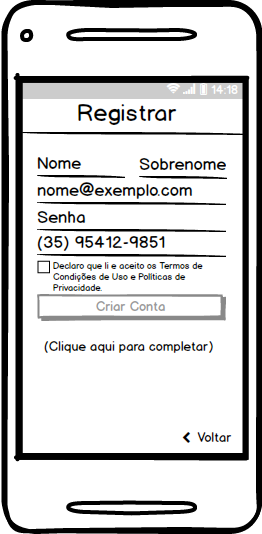 14:18
Registrar
Nome Sobrenome
nome@exemplo.com
Senha
(35) 95412-9851
Declaro que li e aceito os Termos de
Condições de Uso e Políticas de
Privacidade.
Criar Conta
(Clique aqui para completar)
Voltar